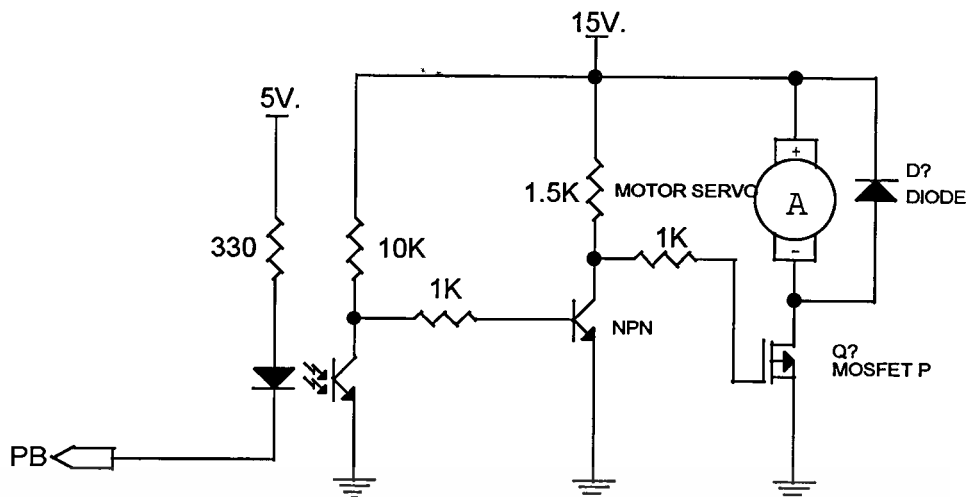 15V.
5V.
D?
DIODE
+
1.5K
MOTOR SERVO
A
330
10K
1K
-
1K
NPN
Q?
MOSFET P
PB